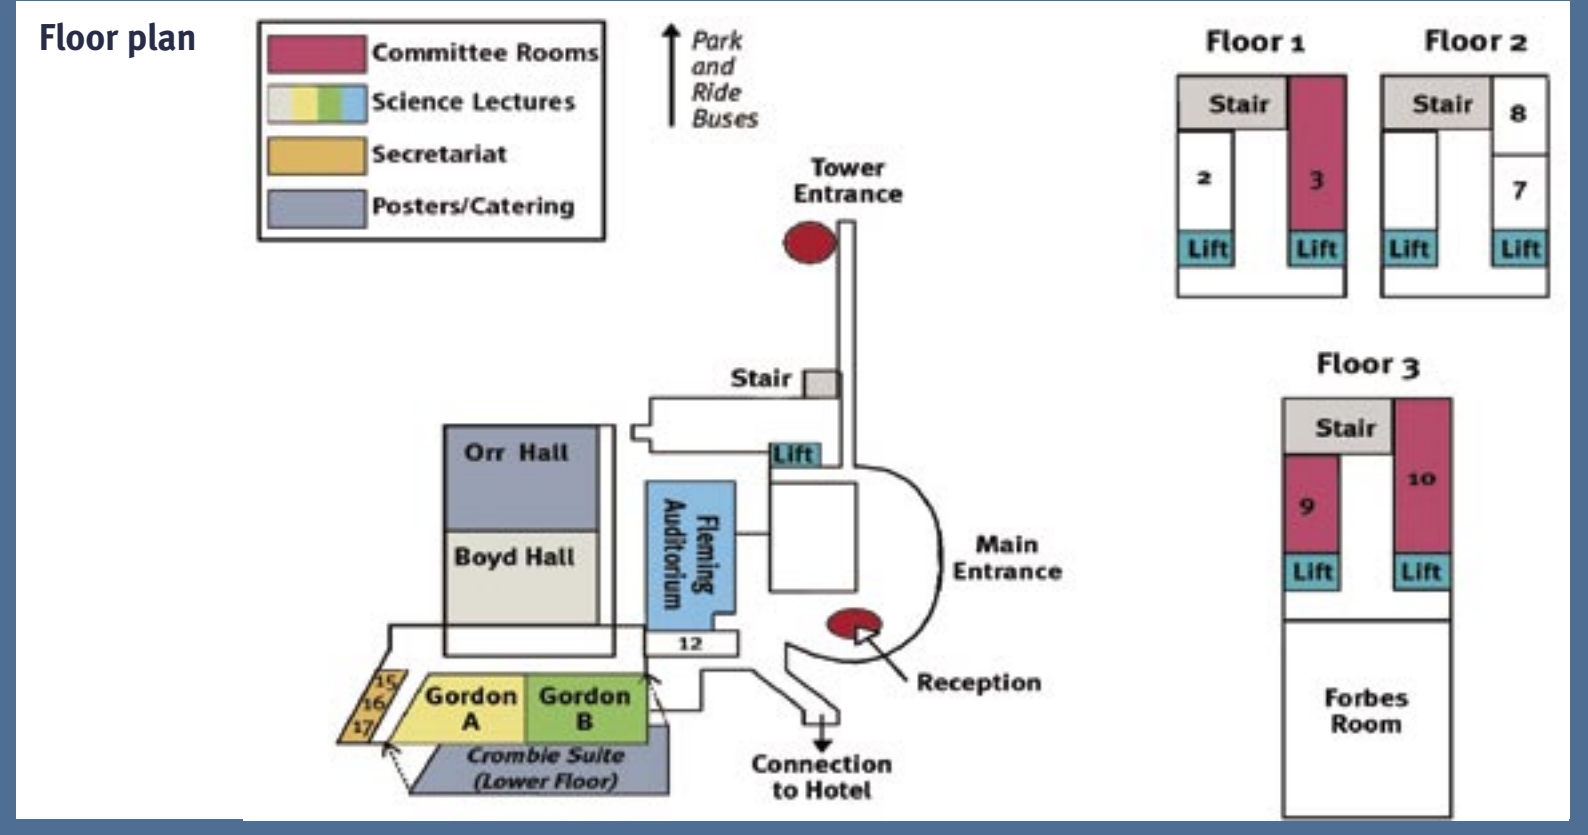 Floor plan
Committee Rooms
Science Lectures
Secretariat
Posters/Catering
Park
and
Ride
Buses
Tower
Entrance
Stair
Lift
Orr Hall
Boyd Hall
Fleming
Auditorium
12
Main
Entrance
Reception
15
16
17
Gordon
A
Gordon
B
Crombie Suite
(Lower Floor)
Connection
to Hotel
Floor 1
Stair
2
3
Lift
Lift
Floor 2
Stair
8
7
Lift
Lift
Floor 3
Stair
9
10
Lift
Lift
Forbes
Room